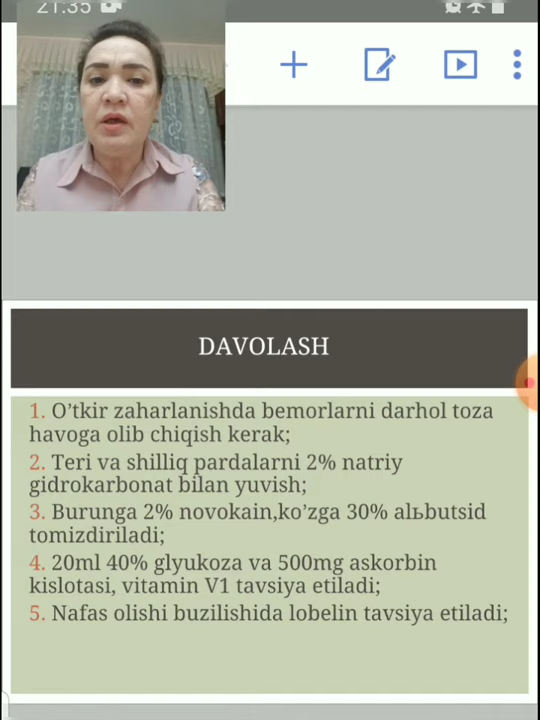 21:35
DAVOLASH
1. O’tkir zaharlanishda bemorlarni darhol toza
havoga olib chiqish kerak;
2. Teri va shilliq pardalarni 2% natriy
gidrokarbonat bilan yuvish;
3. Burunga 2% novokain,ko’zga 30% alьbutsid
tomizdiriladi;
4. 20ml 40% glyukoza va 500mg askorbin
kislotasi, vitamin V1 tavsiya etiladi;
5. Nafas olishi buzilishida lobelin tavsiya etiladi;